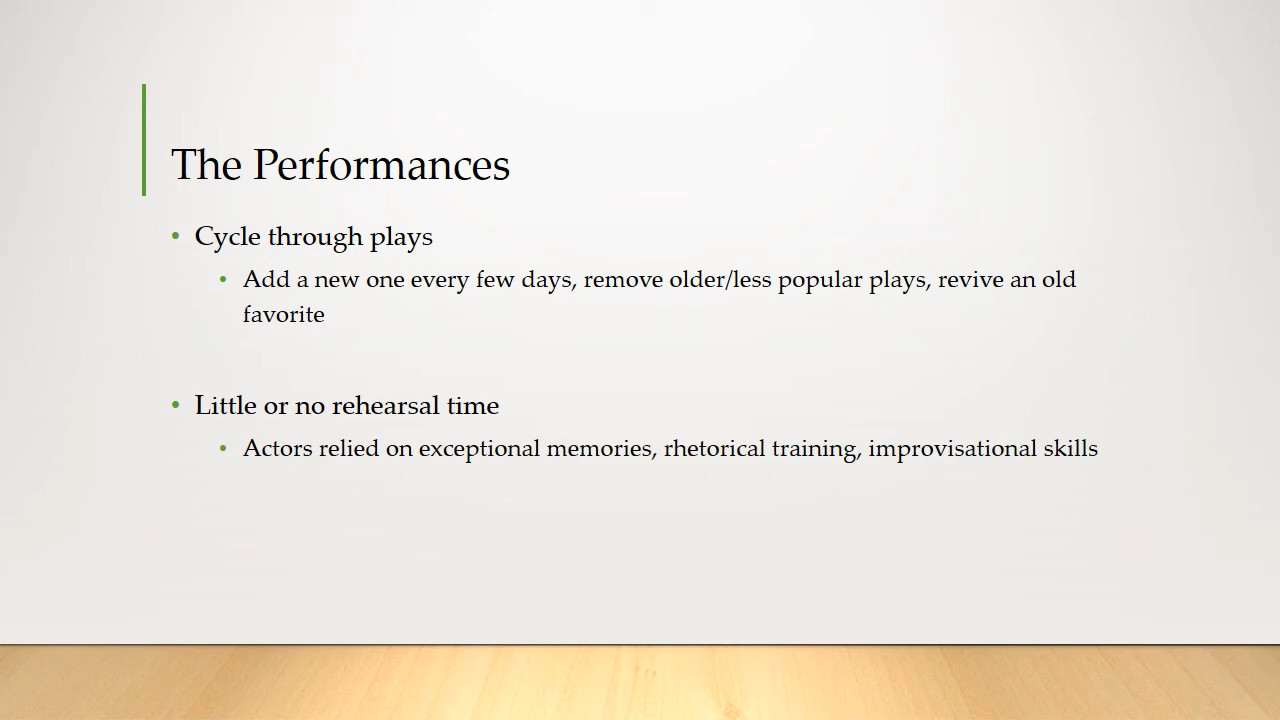 The Performances
• Cycle through plays
• Add a new one every few days, remove older/less popular plays, revive an old
favorite
• Little or no rehearsal time
• Actors relied on exceptional memories, rhetorical training, improvisational skills